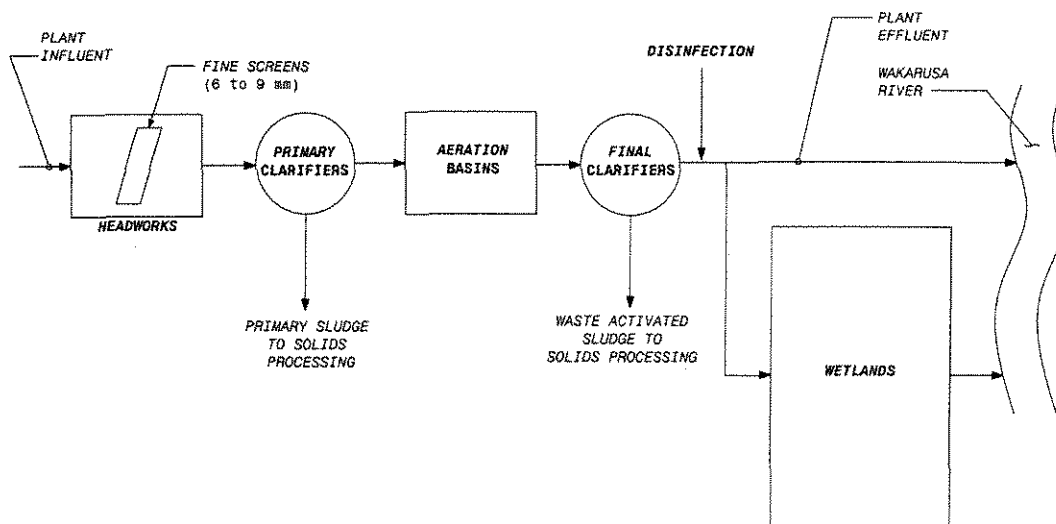 PLANT
INFLUENT
FINE SCREENS
(6 to 9 mm)
HEADWORKS
PRIMARY
CLARIFIERS
PRIMARY SLUDGE
TO SOLIDS
PROCESSING
AERATION
BASINS
FINAL
CLARIFIERS
WASTE ACTIVATED
SLUDGE TO
SOLIDS PROCESSING
DISINFECTION
PLANT
EFFLUENT
WAKARUSA
RIVER
WETLANDS